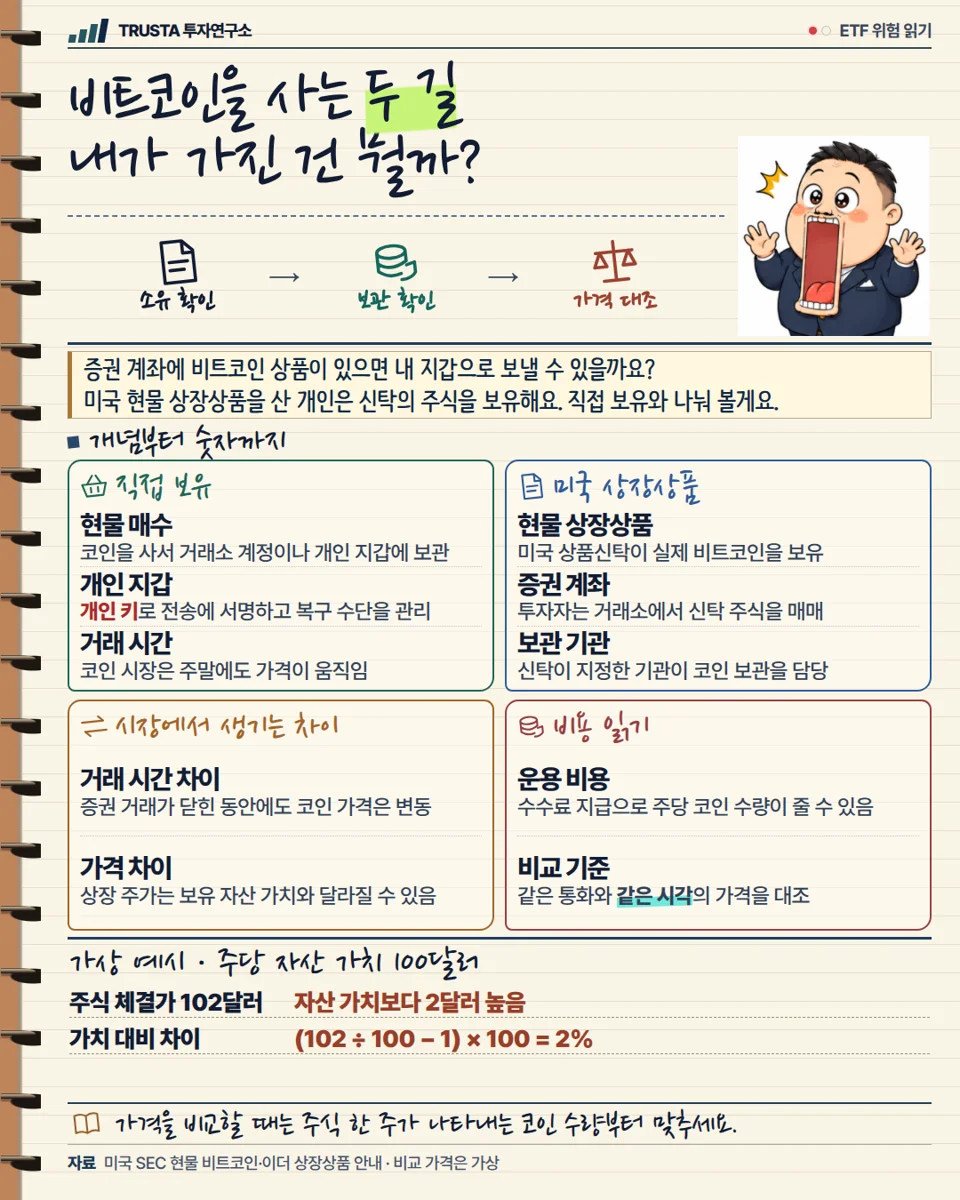 TRUSTA 투자연구소
ETF 위험 읽기
비트코인을 사는 두 길
내가 가진 건 뭘까?
소유 확인 → 보관 확인 → 가격 대조
증권 계좌에 비트코인 상품이 있으면 내 지갑으로 보낼 수 있을까요?
미국 현물 상장상품을 산 개인은 신탁의 주식을 보유해요. 직접 보유와 나눠 볼게요.
개념부터 숫자까지
직접 보유
현물 매수
코인을 사서 거래소 계정이나 개인 지갑에 보관
개인 지갑
개인 키로 전송에 서명하고 복구 수단을 관리
거래 시간
코인 시장은 주말에도 가격이 움직임
미국 상장상품
현물 상장상품
미국 상품신탁이 실제 비트코인을 보유
증권 계좌
투자자는 거래소에서 신탁 주식을 매매
보관 기관
신탁이 지정한 기관이 코인 보관을 담당
시장에서 생기는 차이
거래 시간 차이
증권 거래가 닫힌 동안에도 코인 가격은 변동
가격 차이
상장 주가는 보유 자산 가치와 달라질 수 있음
비용 읽기
운용 비용
수수료 지급으로 주당 코인 수량이 줄 수 있음
비교 기준
같은 통화와 같은 시각의 가격을 대조
가상 예시 · 주당 자산 가치 100달러
주식 체결가 102달러 자산 가치보다 2달러 높음
가치 대비 차이 (102 ÷ 100 − 1) × 100 = 2%
가격을 비교할 때는 주식 한 주가 나타내는 코인 수량부터 맞추세요.
자료 미국 SEC 현물 비트코인·이더 상장상품 안내 · 비교 가격은 가상